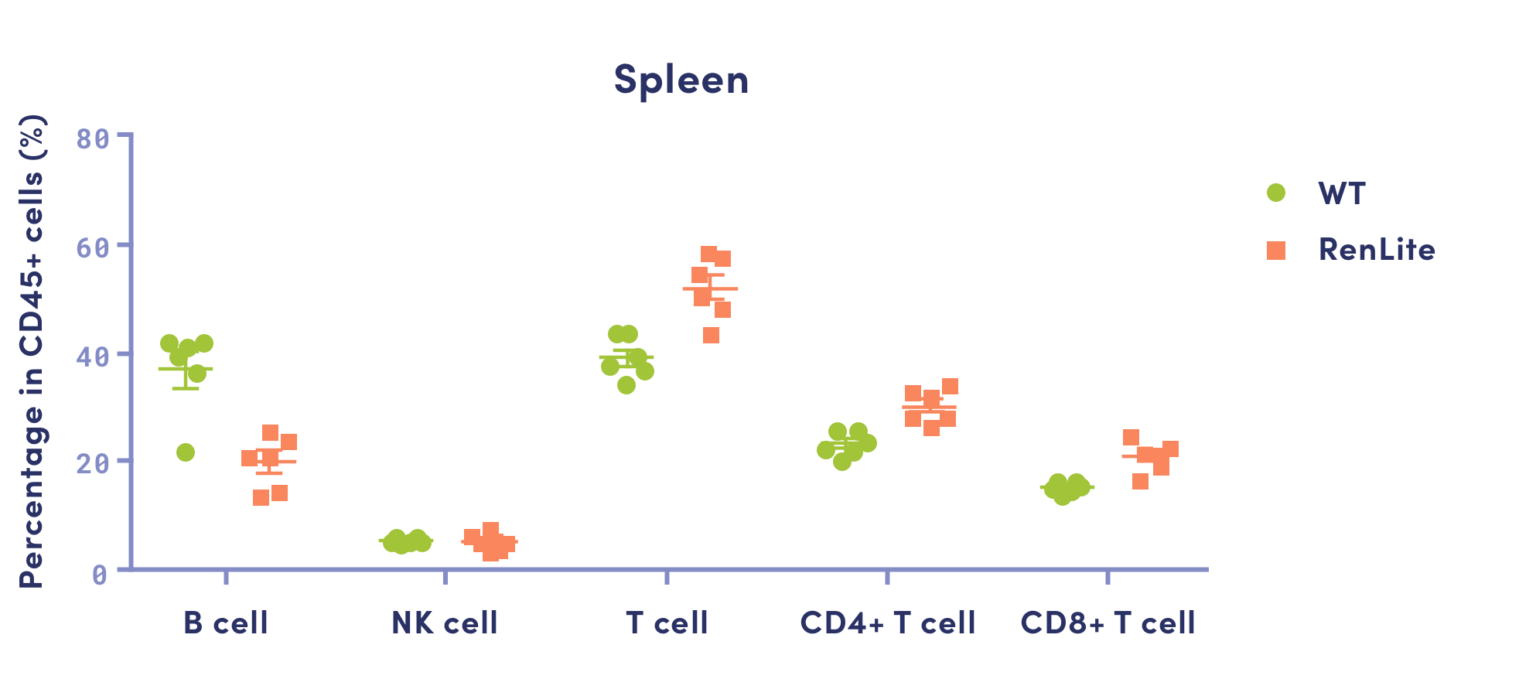 Spleen
Percentage in CD45+ cells (%)
80
60
40
20
0
B cell
NK cell
T cell
CD4+ T cell
CD8+ T cell
WT
RenLite